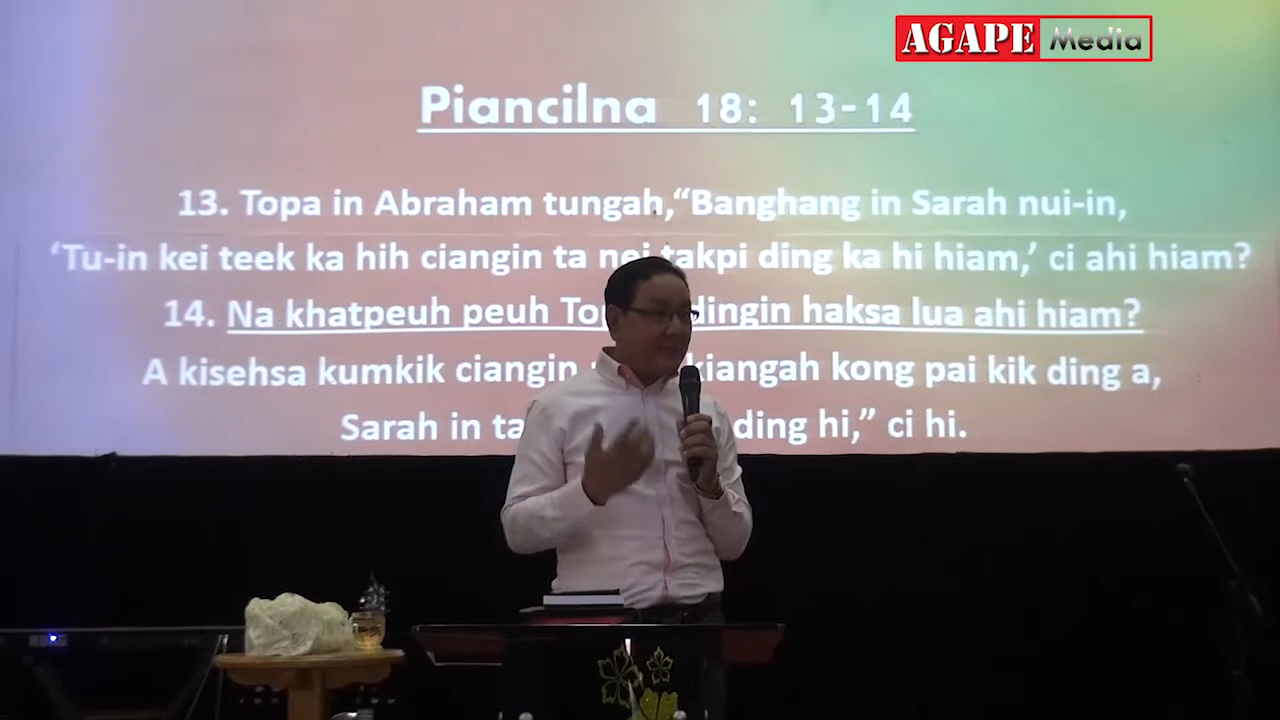 AGAPE Media
Piancilna 18: 13-14
13. Topa in Abraham tungah,“Banghang in Sarah nui-in,
‘Tu-in kei teek ka hih ciangin ta nei takpi ding ka hi hiam,’ ci ahi hiam?
14. Na khatpeuh peuh dingin haksa lua ahi hiam?
A kisehsa kumkik ciangin kiangah kong pai kik ding a,
Sarah in ding hi,” ci hi.